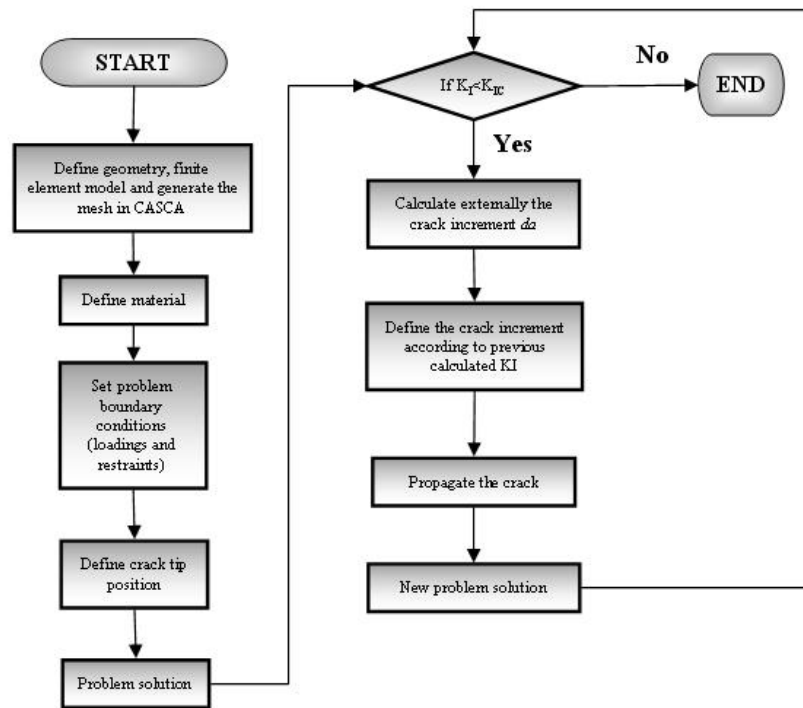 START
Define geometry, finite
element model and generate the
mesh in CASCA
Define material
Set problem
boundary
conditions
(loadings and
restraints)
Define crack tip
position
Problem solution
If K_I<K_IC
No
END
Yes
Calculate externally the
crack increment da
Define the crack increment
according to previous
calculated KI
Propagate the crack
New problem solution